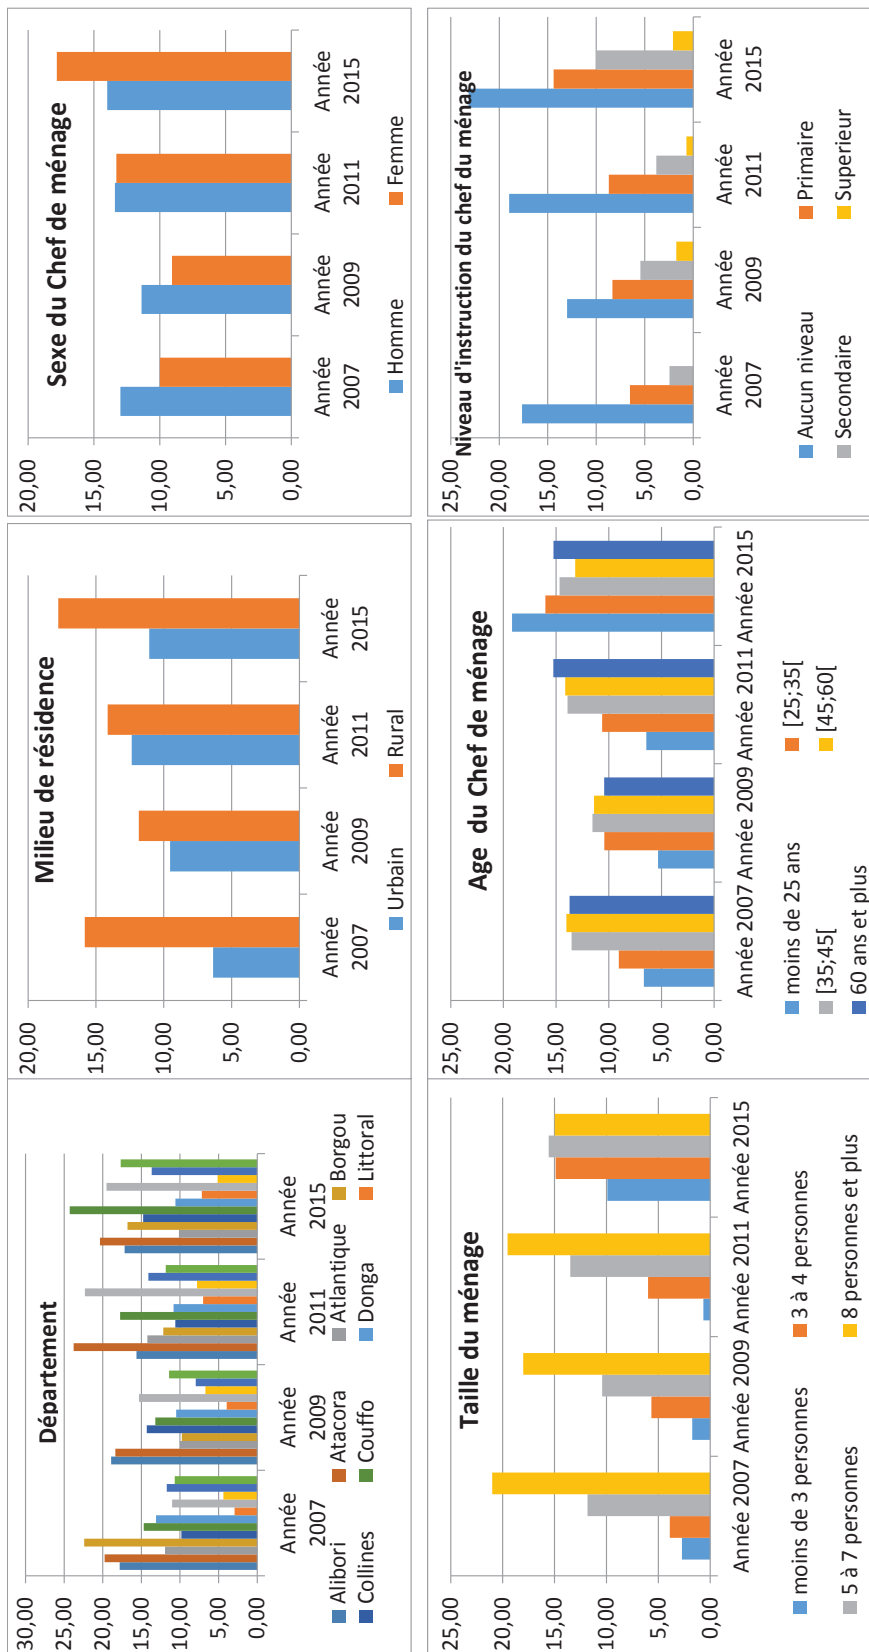 Département
30,00
25,00
20,00
15,00
10,00
5,00
0,00
Année 2007
Année 2009
Année 2011
Année 2015
Alibori
Atacora
Atlantique
Borgou
Collines
Couffo
Donga
Littoral
Milieu de résidence
20,00
15,00
10,00
5,00
0,00
Année 2007
Année 2009
Année 2011
Année 2015
Urbain
Rural
Sexe du Chef de ménage
20,00
15,00
10,00
5,00
0,00
Année 2007
Année 2009
Année 2011
Année 2015
Homme
Femme
Taille du ménage
25,00
20,00
15,00
10,00
5,00
0,00
Année 2007 Année 2009 Année 2011 Année 2015
moins de 3 personnes
3 à 4 personnes
5 à 7 personnes
8 personnes et plus
Age du Chef de ménage
25,00
20,00
15,00
10,00
5,00
0,00
Année 2007 Année 2009 Année 2011 Année 2015
moins de 25 ans
[25;35[
[35;45[
[45;60[
60 ans et plus
Niveau d'instruction du chef du ménage
25,00
20,00
15,00
10,00
5,00
0,00
Année 2007
Année 2009
Année 2011
Année 2015
Aucun niveau
Primaire
Secondaire
Superieur